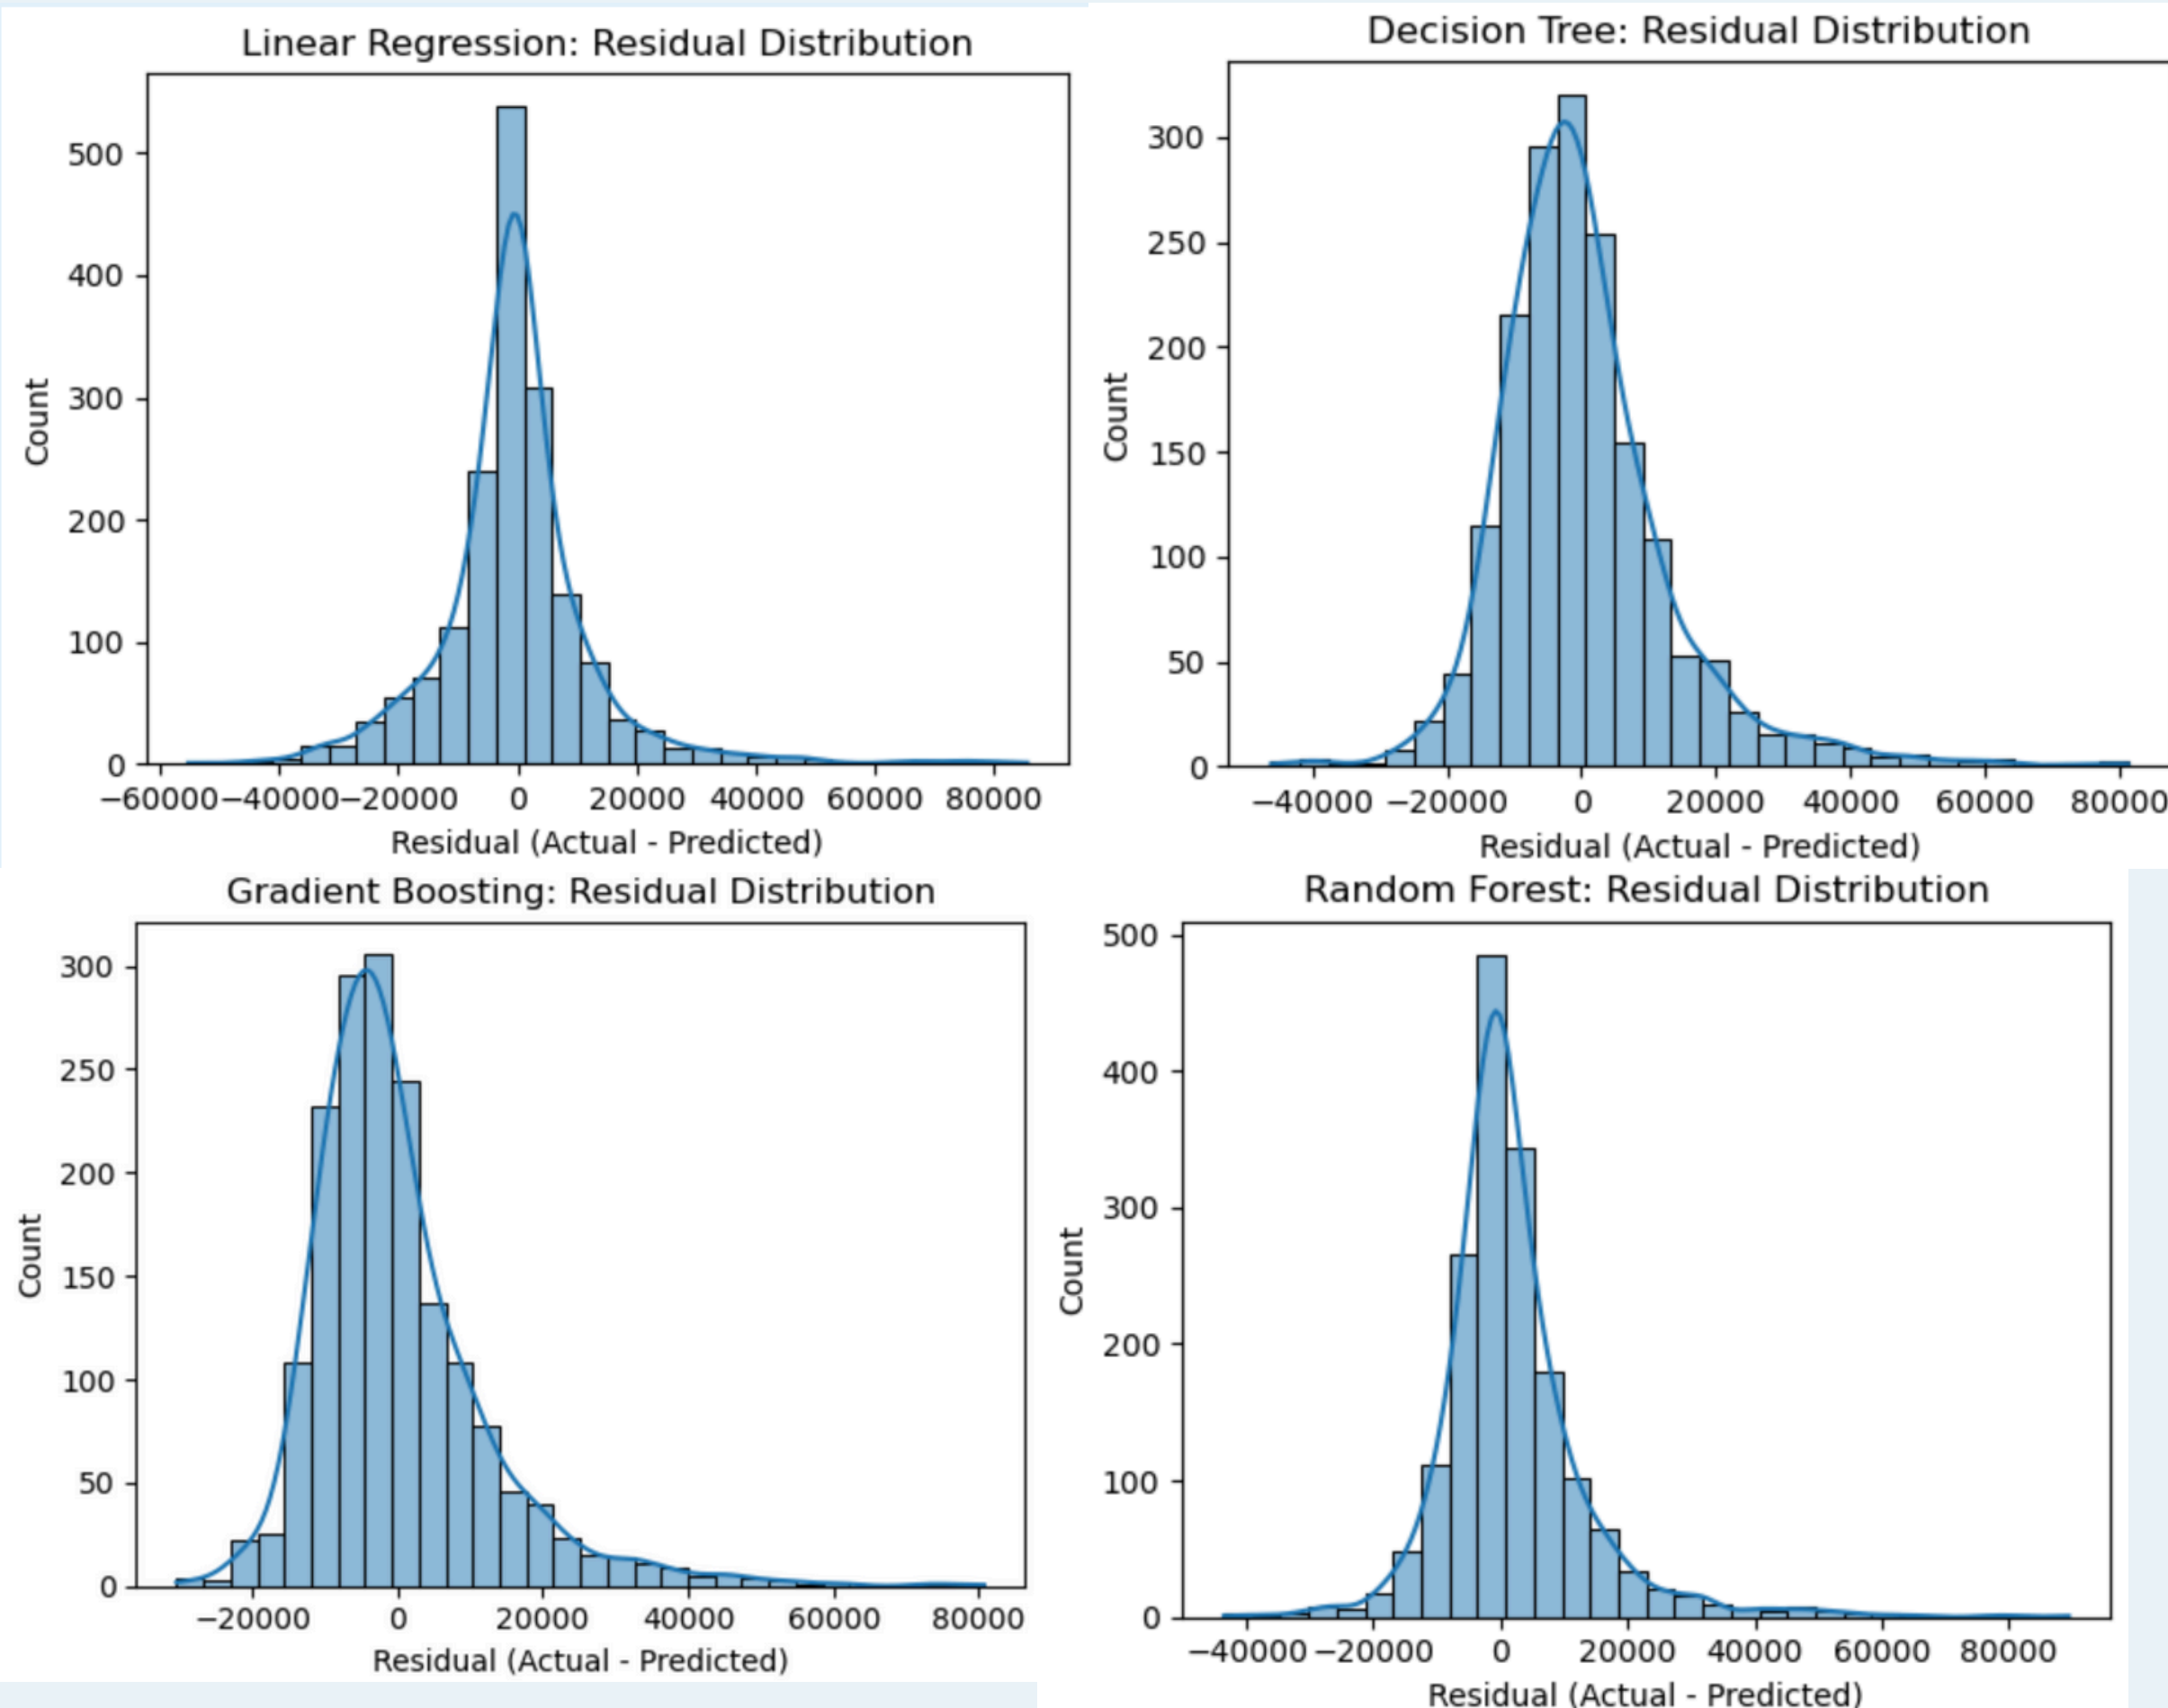 Linear Regression: Residual Distribution
500
400
300
200
100
0
Count
−60000 −40000 −20000 0 20000 40000 60000 80000
Residual (Actual - Predicted)
Decision Tree: Residual Distribution
300
250
200
150
100
50
0
Count
−40000 −20000 0 20000 40000 60000 80000
Residual (Actual - Predicted)
Gradient Boosting: Residual Distribution
300
250
200
150
100
50
0
Count
−20000 0 20000 40000 60000 80000
Residual (Actual - Predicted)
Random Forest: Residual Distribution
500
400
300
200
100
0
Count
−40000 −20000 0 20000 40000 60000 80000
Residual (Actual - Predicted)